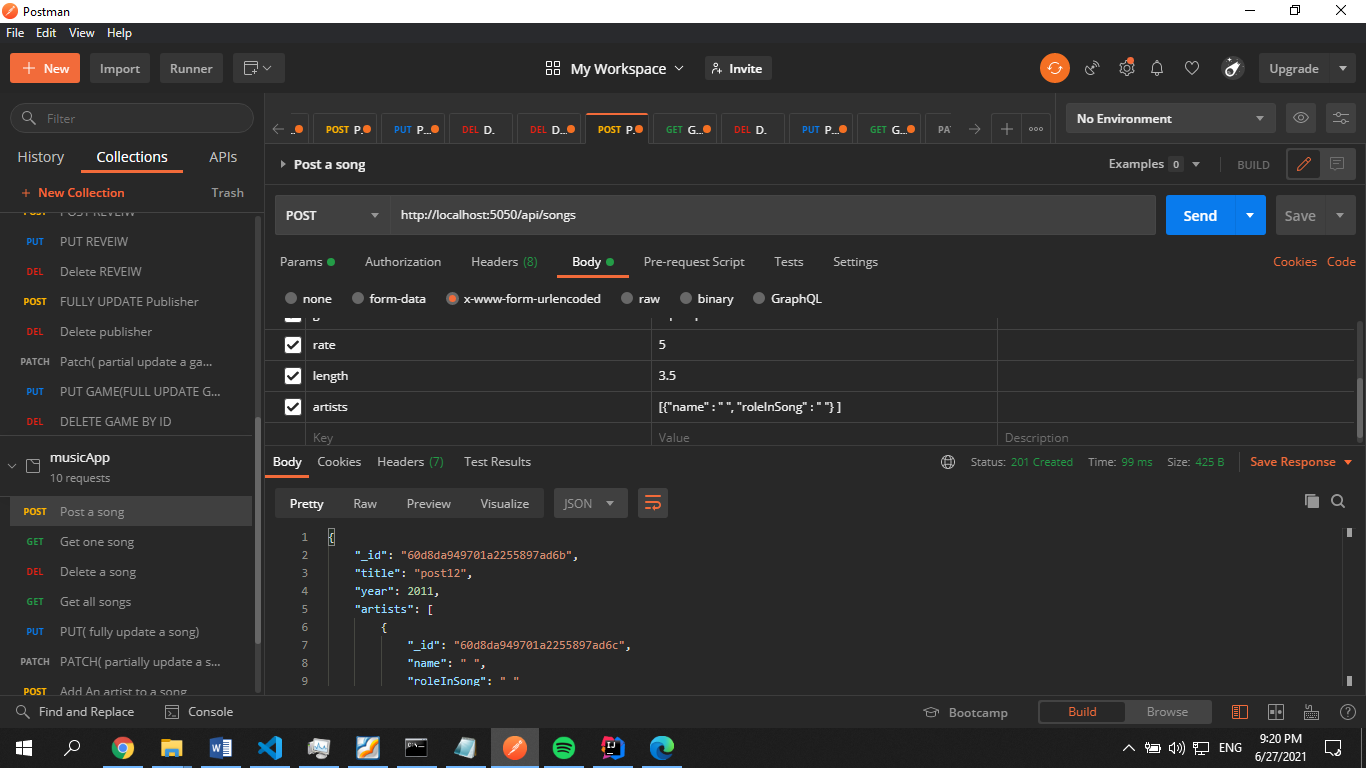 Postman
File Edit View Help
+ New Import Runner My Workspace Invite Upgrade
Filter
History Collections APIs
+ New Collection Trash
POST REVEIW
PUT PUT REVEIW
DEL Delete REVEIW
POST FULLY UPDATE Publisher
DEL Delete publisher
PATCH Patch( partial update a ga...
PUT PUT GAME(FULL UPDATE G...
DEL DELETE GAME BY ID
musicApp
10 requests
POST Post a song
GET Get one song
DEL Delete a song
GET Get all songs
PUT PUT( fully update a song)
PATCH PATCH( partially update a s...
POST Add An artist to a song
.. POST P. PUT P... DEL D. DEL D... POST P. GET G... DEL D. PUT P... GET G... PA + ooo
No Environment
Post a song Examples 0 BUILD
POST http://localhost:5050/api/songs Send Save
Params Authorization Headers (8) Body Pre-request Script Tests Settings Cookies Code
none form-data x-www-form-urlencoded raw binary GraphQL
rate 5
length 3.5
artists [{"name" : " ", "roleInSong" : " "} ]
Key Value Description
Body Cookies Headers (7) Test Results Status: 201 Created Time: 99 ms Size: 425 B Save Response
Pretty Raw Preview Visualize JSON
1 {
2 "_id": "60d8da949701a2255897ad6b",
3 "title": "post12",
4 "year": 2011,
5 "artists": [
6 {
7 "_id": "60d8da949701a2255897ad6c",
8 "name": " ",
9 "roleInSong": " "
Find and Replace Console Bootcamp Build Browse
ENG 9:20 PM
6/27/2021